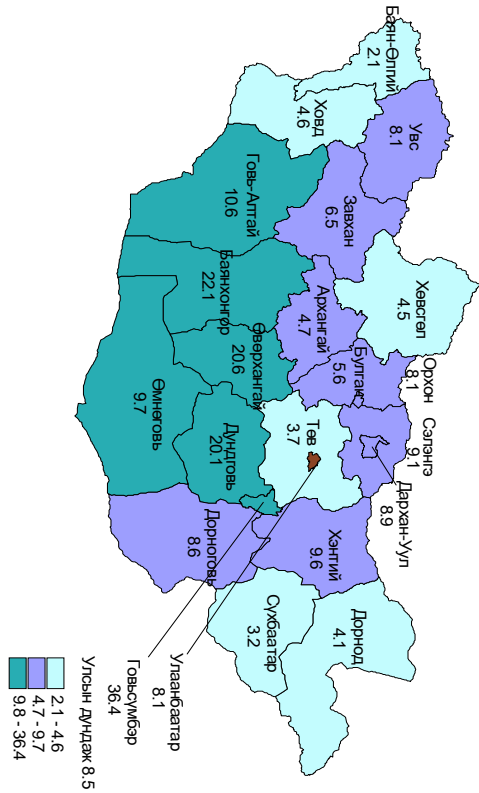 Баян-Өлгий
2.1
Увс
8.1
Ховд
4.6
Завхан
6.5
Говь-Алтай
10.6
Хөвсгөл
4.5
Архангай
4.7
Баянхонгор
22.1
Өвөрхангай
20.6
Булган
5.6
Орхон
8.1
Сэлэнгэ
9.1
Дархан-Уул
8.9
Төв
3.7
Өмнөговь
9.7
Дундговь
20.1
Дорноговь
8.6
Хэнтий
9.6
Дорнод
4.1
Сүхбаатар
3.2
Улаанбаатар
8.1
Говьсүмбэр
36.4
Улсын дундаж 8.5
2.1 - 4.6
4.7 - 9.7
9.8 - 36.4